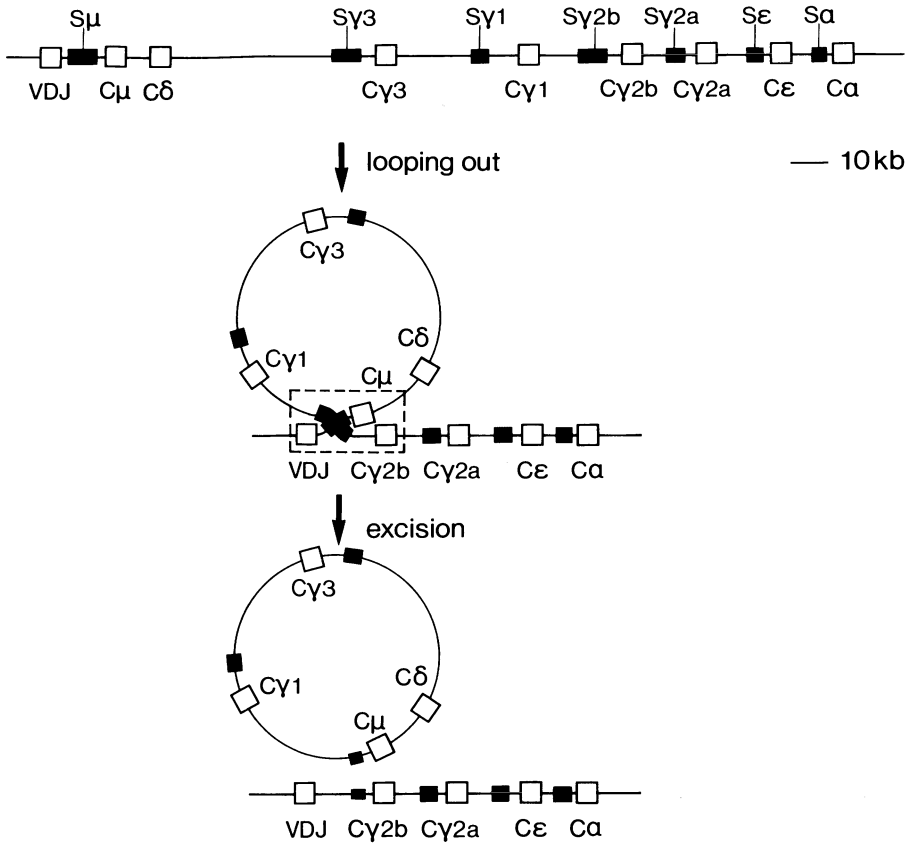 Sμ Sγ3 Sγ1 Sγ2b Sγ2a Sε Sα
VDJ Cμ Cδ Cγ3 Cγ1 Cγ2b Cγ2a Cε Cα
looping out
10 kb
Cγ3
Cδ
Cγ1
Cμ
VDJ Cγ2b Cγ2a Cε Cα
excision
Cγ3
Cδ
Cγ1
Cμ
VDJ Cγ2b Cγ2a Cε Cα